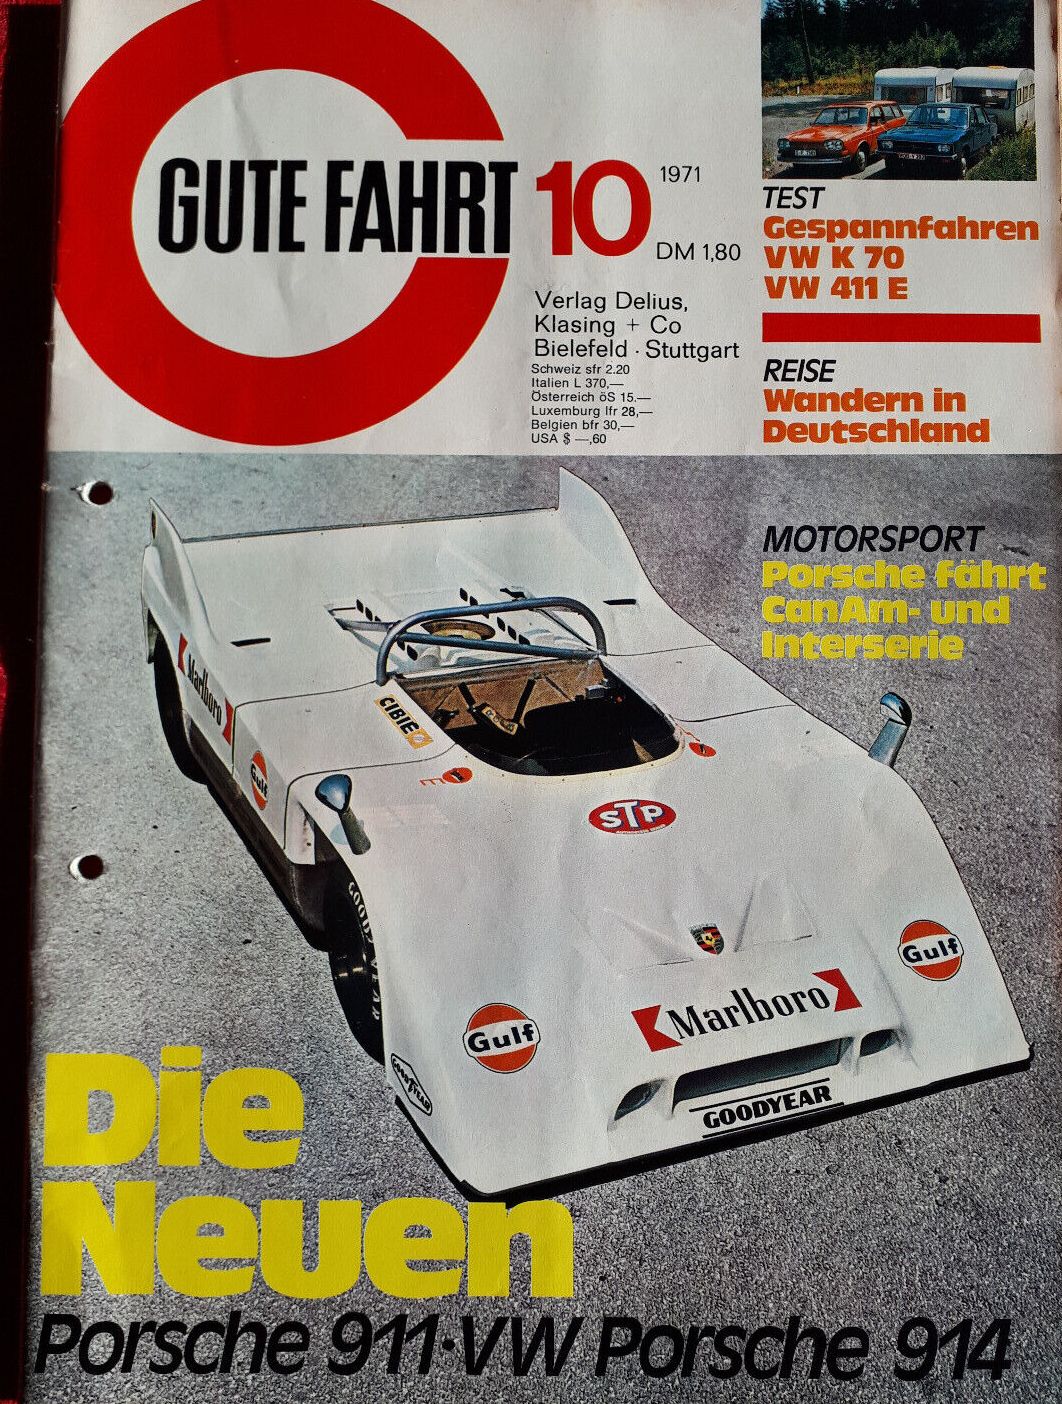 GUTE FAHRT 10
1971
DM 1,80
Verlag Delius,
Klasing + Co
Bielefeld · Stuttgart
Schweiz sfr 2.20
Italien L 370,—
Österreich öS 15.—
Luxemburg lfr 28,—
Belgien bfr 30,—
USA $ —,60
TEST
Gespannfahren
VW K 70
VW 411 E
REISE
Wandern in
Deutschland
MOTORSPORT
Porsche fährt
CanAm- und
Interserie
Marlboro
CIBIE
Gulf
STP
GOODYEAR
Gulf
Marlboro
Gulf
GOODYEAR
GOODYEAR
Die
Neuen
Porsche 911·VW Porsche 914